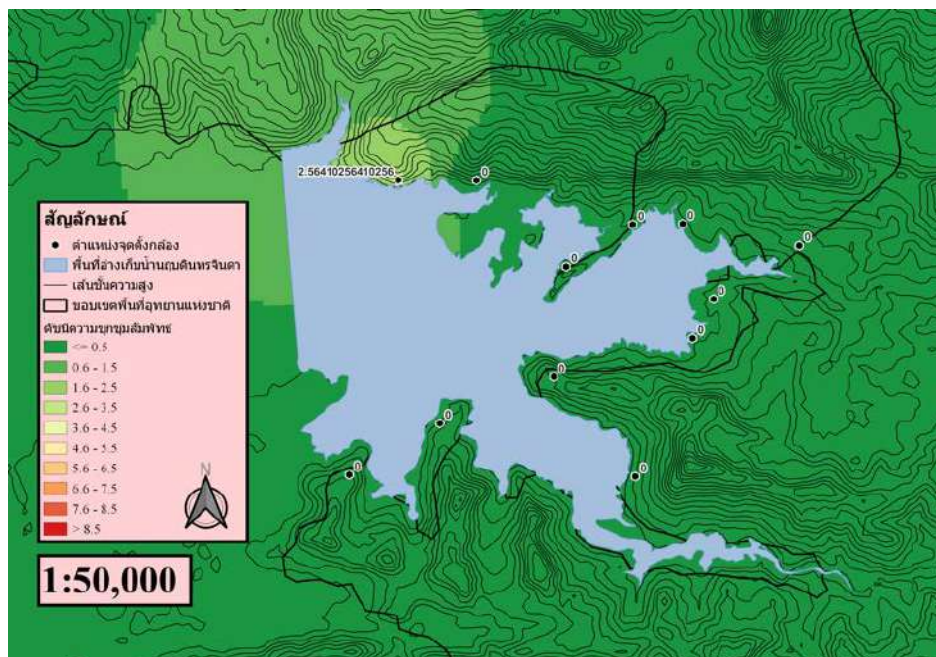 2.56410256410256
0
0
0
0
0
0
0
0
0
0
0
สัญลักษณ์
ตำแหน่งจุดตั้งกล้อง
พื้นที่อ่างเก็บน้ำนฤบดินทรจินดา
เส้นชั้นความสูง
ขอบเขตพื้นที่อุทยานแห่งชาติ
ดัชนีความชุกชุมสัมพัทธ์
<= 0.5
0.6 - 1.5
1.6 - 2.5
2.6 - 3.5
3.6 - 4.5
4.6 - 5.5
5.6 - 6.5
6.6 - 7.5
7.6 - 8.5
> 8.5
N
1:50,000